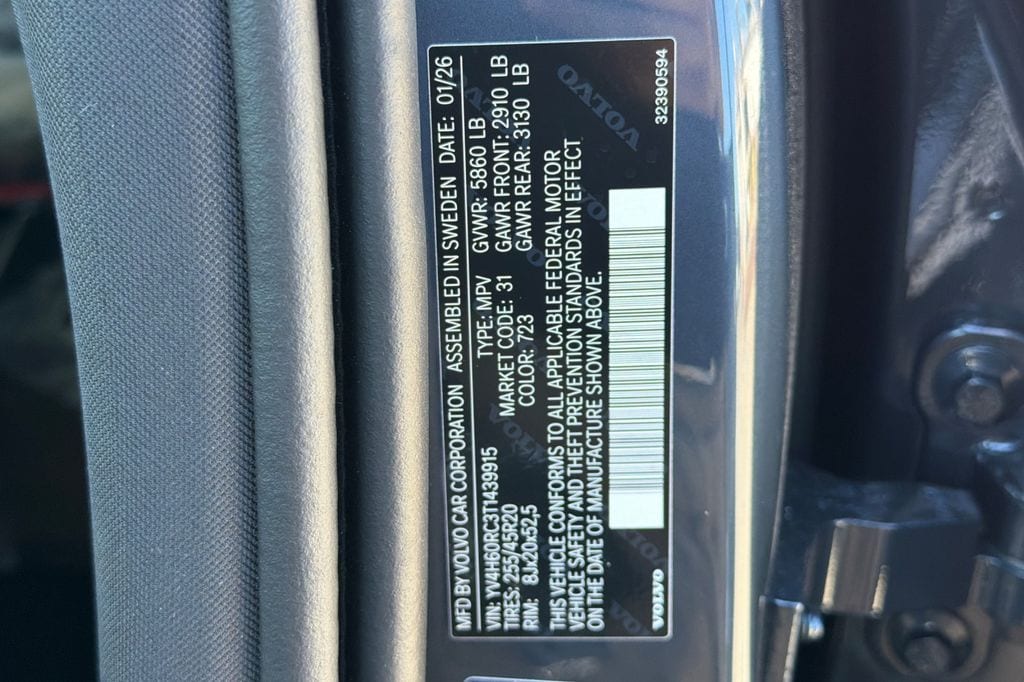 MFD BY VOLVO CAR CORPORATION ASSEMBLED IN SWEDEN DATE: 01/26
VIN: YV4H60RC3T1439915 TYPE: MPV GVWR: 5860 LB
TIRES: 255/45R20 MARKET CODE: 31 GAWR FRONT: 2910 LB
RIM: 8Jx20x52,5 COLOR: 723 GAWR REAR: 3130 LB
THIS VEHICLE CONFORMS TO ALL APPLICABLE FEDERAL MOTOR
VEHICLE SAFETY AND THEFT PREVENTION STANDARDS IN EFFECT
ON THE DATE OF MANUFACTURE SHOWN ABOVE.
VOLVO 32390594